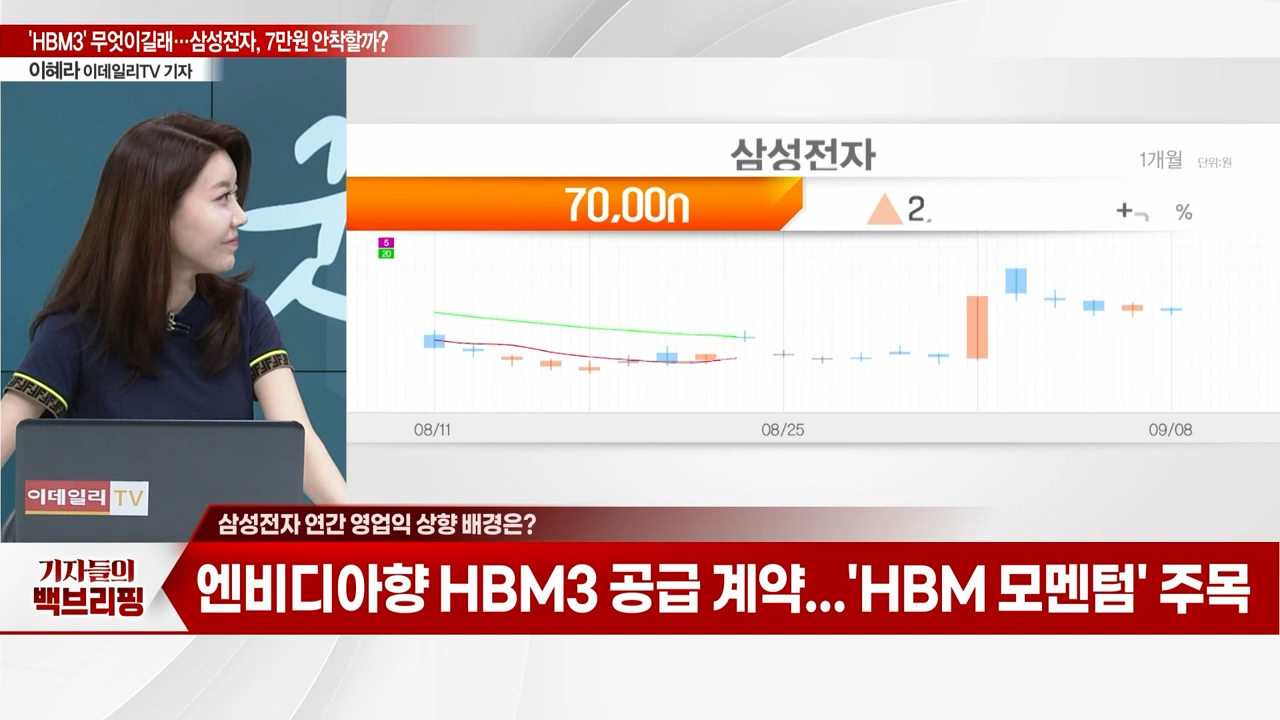 'HBM3' 무엇이길래…삼성전자, 7만원 안착할까?
이혜라 이데일리TV 기자
삼성전자
1개월 단위:원
70,00
2
+ %
5
20
08/11 08/25 09/08
이데일리 TV
삼성전자 연간 영업익 상향 배경은?
기자들의
백브리핑
엔비디아향 HBM3 공급 계약...'HBM 모멘텀' 주목